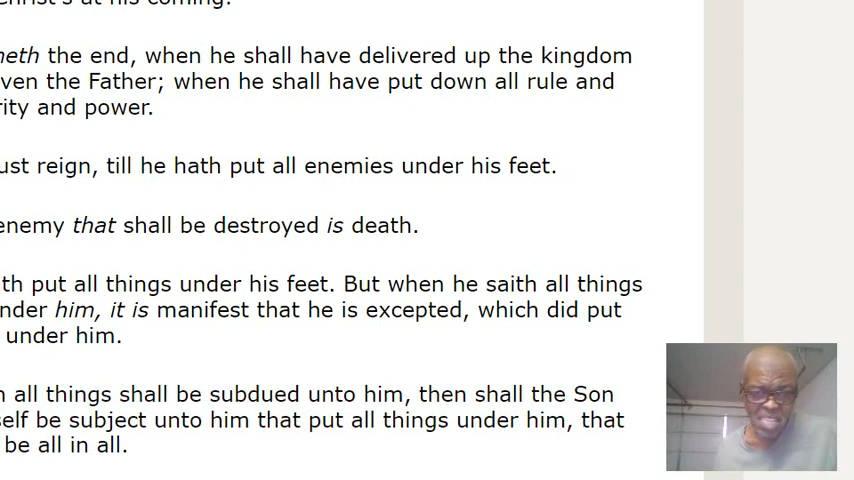 hrist's at his coming.
neth the end, when he shall have delivered up the kingdom
ven the Father; when he shall have put down all rule and
rity and power.
ust reign, till he hath put all enemies under his feet.
enemy that shall be destroyed is death.
th put all things under his feet. But when he saith all things
nder him, it is manifest that he is excepted, which did put
under him.
n all things shall be subdued unto him, then shall the Son
self be subject unto him that put all things under him, that
be all in all.